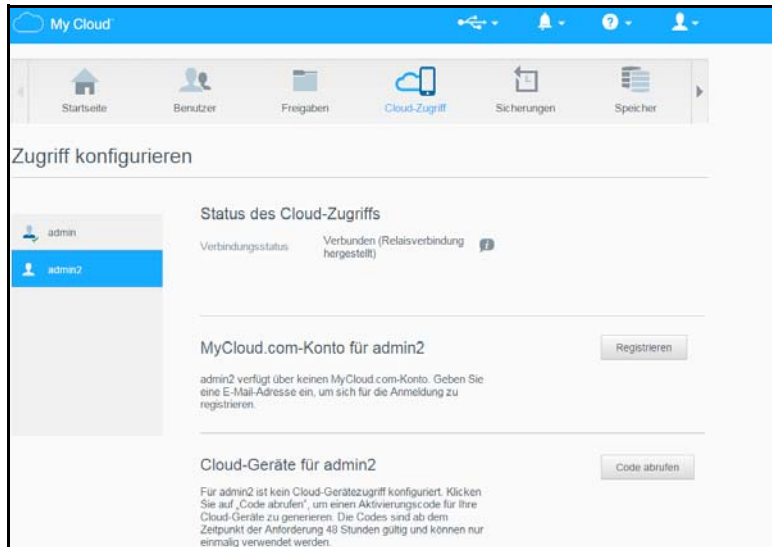 My Cloud
Startseite
Benutzer
Freigaben
Cloud-Zugriff
Sicherungen
Speicher
Zugriff konfigurieren
admin
admin2
Status des Cloud-Zugriffs
Verbindungsstatus
Verbunden (Relaisverbindung
hergestellt)
MyCloud.com-Konto für admin2
Registrieren
admin2 verfügt über keinen MyCloud.com-Konto. Geben Sie
eine E-Mail-Adresse ein, um sich für die Anmeldung zu
registrieren.
Cloud-Geräte für admin2
Code abrufen
Für admin2 ist kein Cloud-Gerätezugriff konfiguriert. Klicken
Sie auf „Code abrufen", um einen Aktivierungscode für Ihre
Cloud-Geräte zu generieren. Die Codes sind ab dem
Zeitpunkt der Anforderung 48 Stunden gültig und können nur
einmalig verwendet werden.